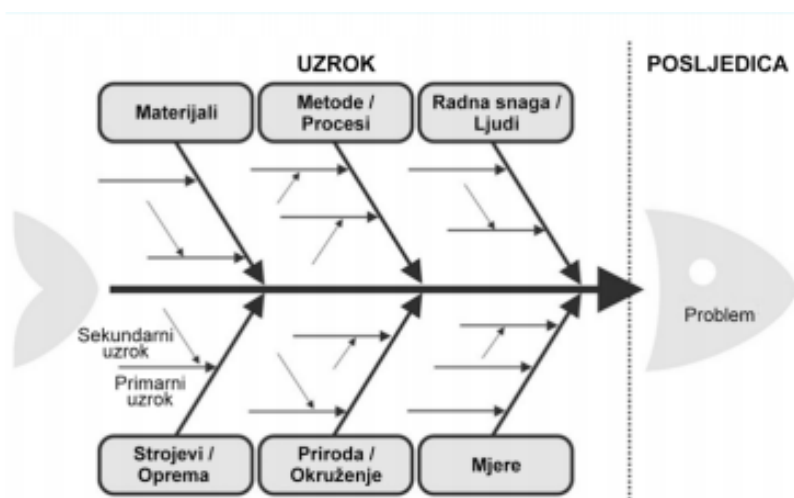 UZROK
POSLJEDICA
Materijali
Metode /
Procesi
Radna snaga /
Ljudi
Problem
Sekundarni
uzrok
Primarni
uzrok
Strojevi /
Oprema
Priroda /
Okruženje
Mjere